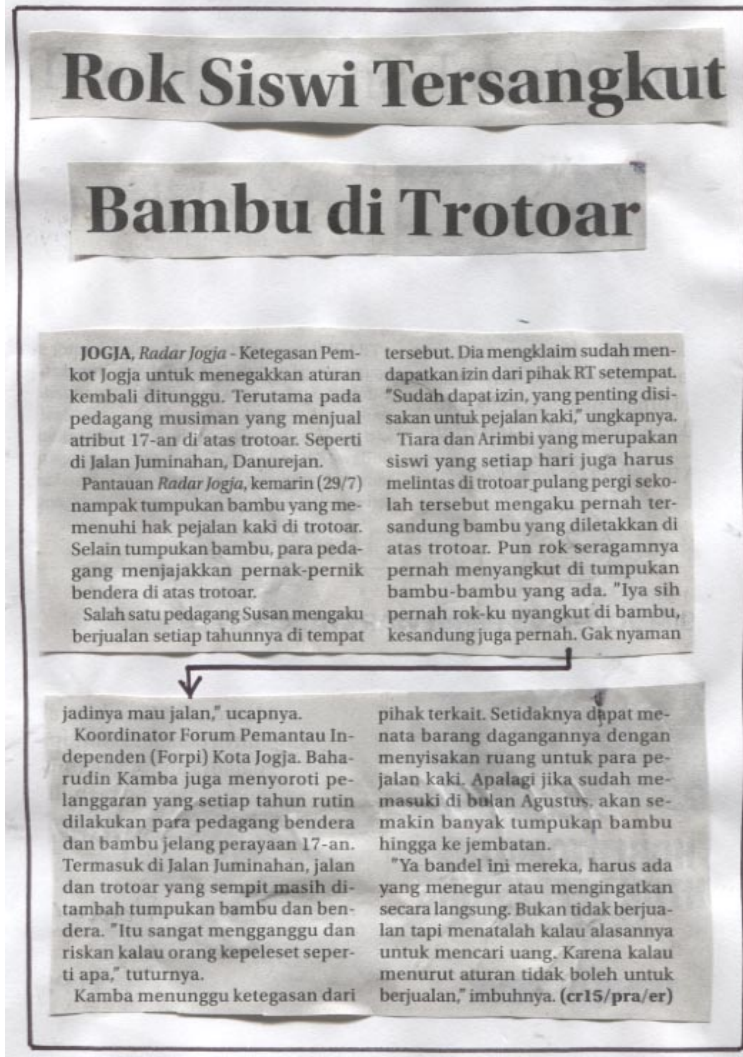 Rok Siswi Tersangkut
Bambu di Trotoar
JOGJA, Radar Jogja - Ketegasan Pem-
kot Jogja untuk menegakkan aturan
kembali ditunggu. Terutama pada
pedagang musiman yang menjual
atribut 17-an di atas trotoar. Seperti
di Jalan Juminahan, Danurejan.
Pantauan Radar Jogja, kemarin (29/7)
nampak tumpukan bambu yang me-
menuhi hak pejalan kaki di trotoar.
Selain tumpukan bambu, para peda-
gang menjajakkan pernak-pernik
bendera di atas trotoar.
Salah satu pedagang Susan mengaku
berjualan setiap tahunnya di tempat
tersebut. Dia mengklaim sudah men-
dapatkan izin dari pihak RT setempat.
"Sudah dapat izin, yang penting disi-
sakan untuk pejalan kaki," ungkapnya.
Tiara dan Arimbi yang merupakan
siswi yang setiap hari juga harus
melintas di trotoar pulang pergi seko-
lah tersebut mengaku pernah ter-
sandung bambu yang diletakkan di
atas trotoar. Pun rok seragamnya
pernah menyangkut di tumpukan
bambu-bambu yang ada. "Iya sih
pernah rok-ku nyangkut di bambu,
kesandung juga pernah. Gak nyaman
jadinya mau jalan," ucapnya.
Koordinator Forum Pemantau In-
dependen (Forpi) Kota Jogja. Baha-
rudin Kamba juga menyoroti pe-
langgaran yang setiap tahun rutin
dilakukan para pedagang bendera
dan bambu jelang perayaan 17-an.
Termasuk di Jalan Juminahan, jalan
dan trotoar yang sempit masih di-
tambah tumpukan bambu dan ben-
dera. "Itu sangat mengganggu dan
riskan kalau orang kepeleset seper-
ti apa," tuturnya.
Kamba menunggu ketegasan dari
pihak terkait. Setidaknya dapat me-
nata barang dagangannya dengan
menyisakan ruang untuk para pe-
jalan kaki. Apalagi jika sudah me-
masuki di bulan Agustus, akan se-
makin banyak tumpukan bambu
hingga ke jembatan.
"Ya bandel ini mereka, harus ada
yang menegur atau mengingatkan
secara langsung. Bukan tidak berjua-
lan tapi menatalah kalau alasannya
untuk mencari uang. Karena kalau
menurut aturan tidak boleh untuk
berjualan," imbuhnya. (cr15/pra/er)